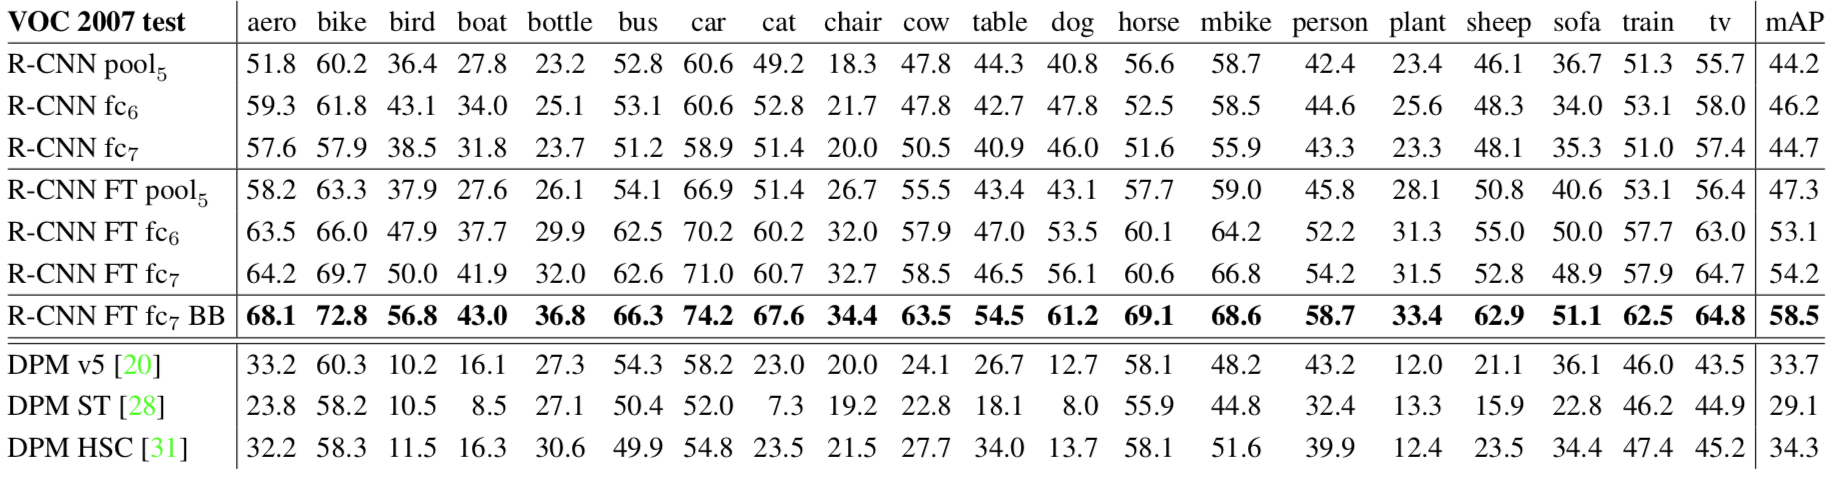 VOC 2007 test aero bike bird boat bottle bus car cat chair cow table dog horse mbike person plant sheep sofa train tv mAP
R-CNN pool5 51.8 60.2 36.4 27.8 23.2 52.8 60.6 49.2 18.3 47.8 44.3 40.8 56.6 58.7 42.4 23.4 46.1 36.7 51.3 55.7 44.2
R-CNN fc6 59.3 61.8 43.1 34.0 25.1 53.1 60.6 52.8 21.7 47.8 42.7 47.8 52.5 58.5 44.6 25.6 48.3 34.0 53.1 58.0 46.2
R-CNN fc7 57.6 57.9 38.5 31.8 23.7 51.2 58.9 51.4 20.0 50.5 40.9 46.0 51.6 55.9 43.3 23.3 48.1 35.3 51.0 57.4 44.7
R-CNN FT pool5 58.2 63.3 37.9 27.6 26.1 54.1 66.9 51.4 26.7 55.5 43.4 43.1 57.7 59.0 45.8 28.1 50.8 40.6 53.1 56.4 47.3
R-CNN FT fc6 63.5 66.0 47.9 37.7 29.9 62.5 70.2 60.2 32.0 57.9 47.0 53.5 60.1 64.2 52.2 31.3 55.0 50.0 57.7 63.0 53.1
R-CNN FT fc7 64.2 69.7 50.0 41.9 32.0 62.6 71.0 60.7 32.7 58.5 46.5 56.1 60.6 66.8 54.2 31.5 52.8 48.9 57.9 64.7 54.2
R-CNN FT fc7 BB 68.1 72.8 56.8 43.0 36.8 66.3 74.2 67.6 34.4 63.5 54.5 61.2 69.1 68.6 58.7 33.4 62.9 51.1 62.5 64.8 58.5
DPM v5 [20] 33.2 60.3 10.2 16.1 27.3 54.3 58.2 23.0 20.0 24.1 26.7 12.7 58.1 48.2 43.2 12.0 21.1 36.1 46.0 43.5 33.7
DPM ST [28] 23.8 58.2 10.5 8.5 27.1 50.4 52.0 7.3 19.2 22.8 18.1 8.0 55.9 44.8 32.4 13.3 15.9 22.8 46.2 44.9 29.1
DPM HSC [31] 32.2 58.3 11.5 16.3 30.6 49.9 54.8 23.5 21.5 27.7 34.0 13.7 58.1 51.6 39.9 12.4 23.5 34.4 47.4 45.2 34.3